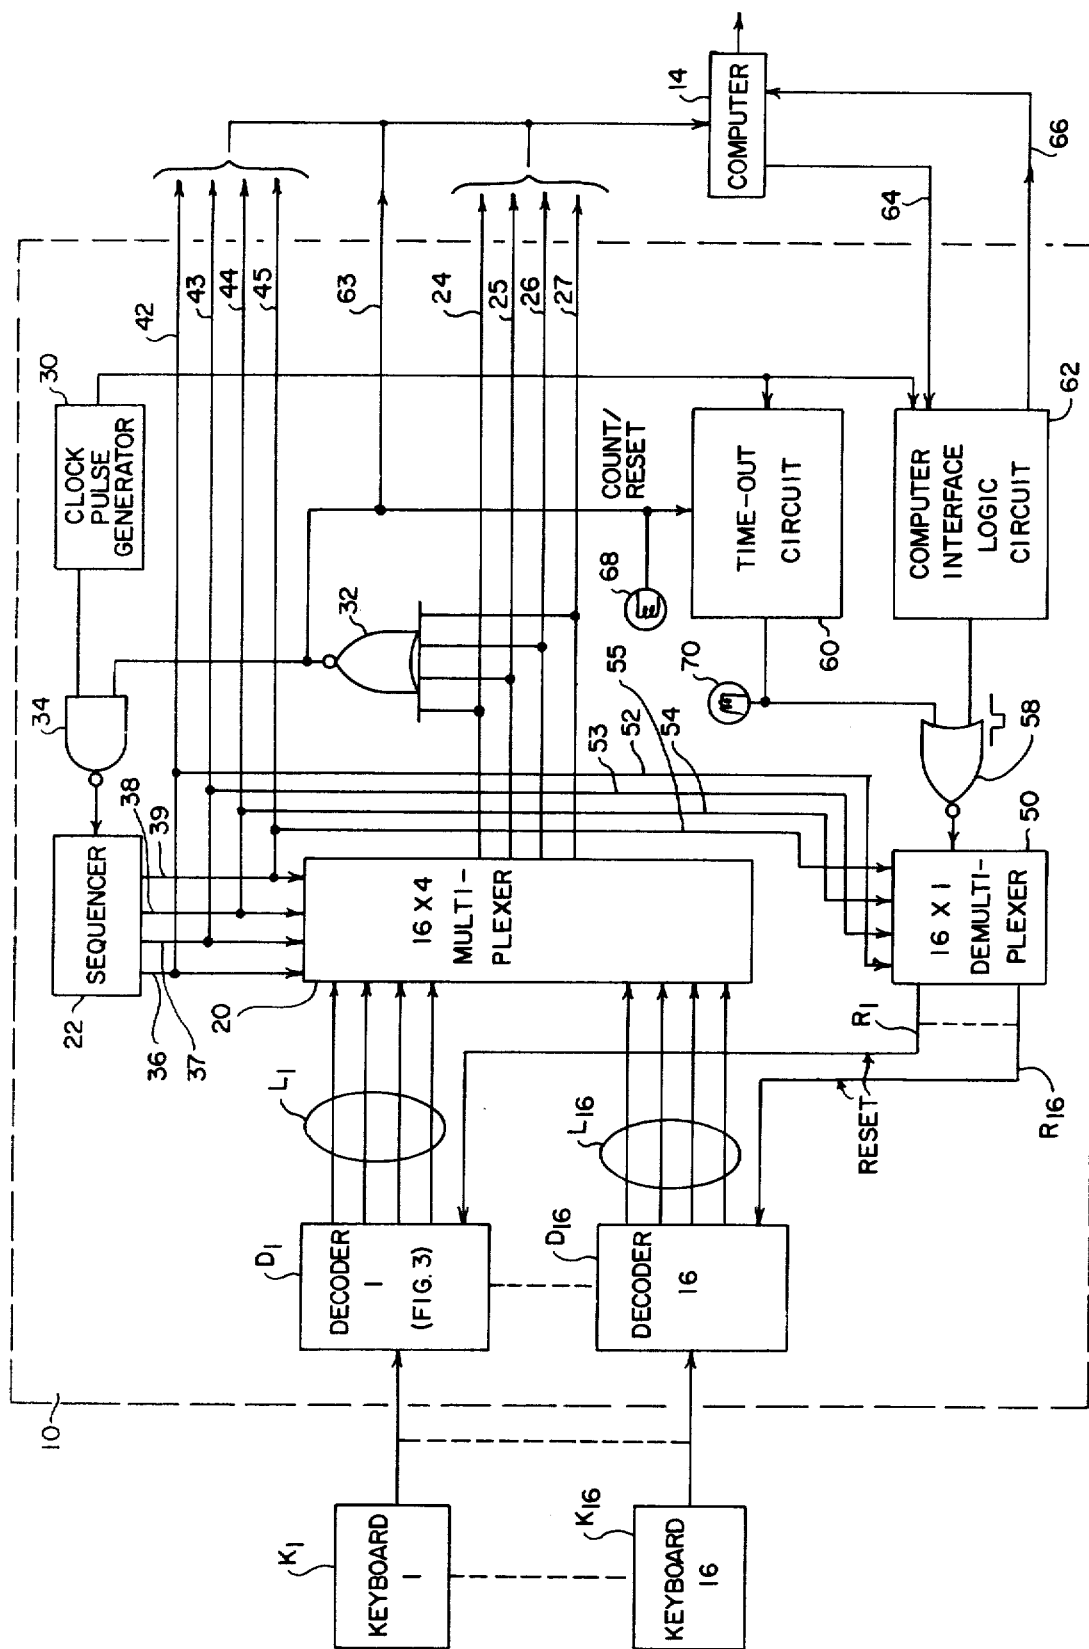 10
K1
KEYBOARD
1
K16
KEYBOARD
16
D1
DECODER
1
(FIG. 3)
D16
DECODER
16
L1
L16
RESET
R1
R16
22
SEQUENCER
36
37
38
39
20
16 X 4
MULTI-
PLEXER
34
30
CLOCK
PULSE
GENERATOR
32
42
43
44
45
63
24
25
26
27
52
53
54
55
50
16 X 1
DEMULTI-
PLEXER
58
70
68
COUNT/
RESET
60
TIME-OUT
CIRCUIT
62
COMPUTER
INTERFACE
LOGIC
CIRCUIT
64
66
14
COMPUTER